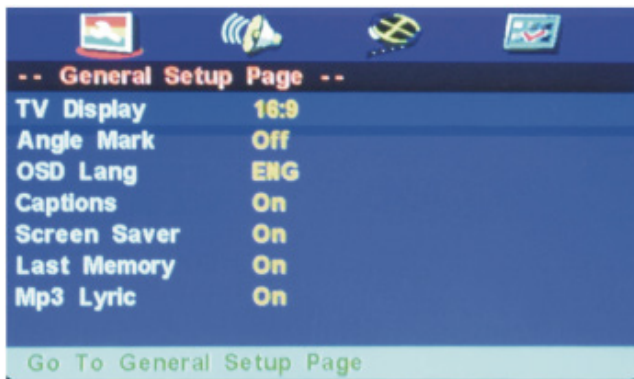 -- General Setup Page --
TV Display 16:9
Angle Mark Off
OSD Lang ENG
Captions On
Screen Saver On
Last Memory On
Mp3 Lyric On
Go To General Setup Page